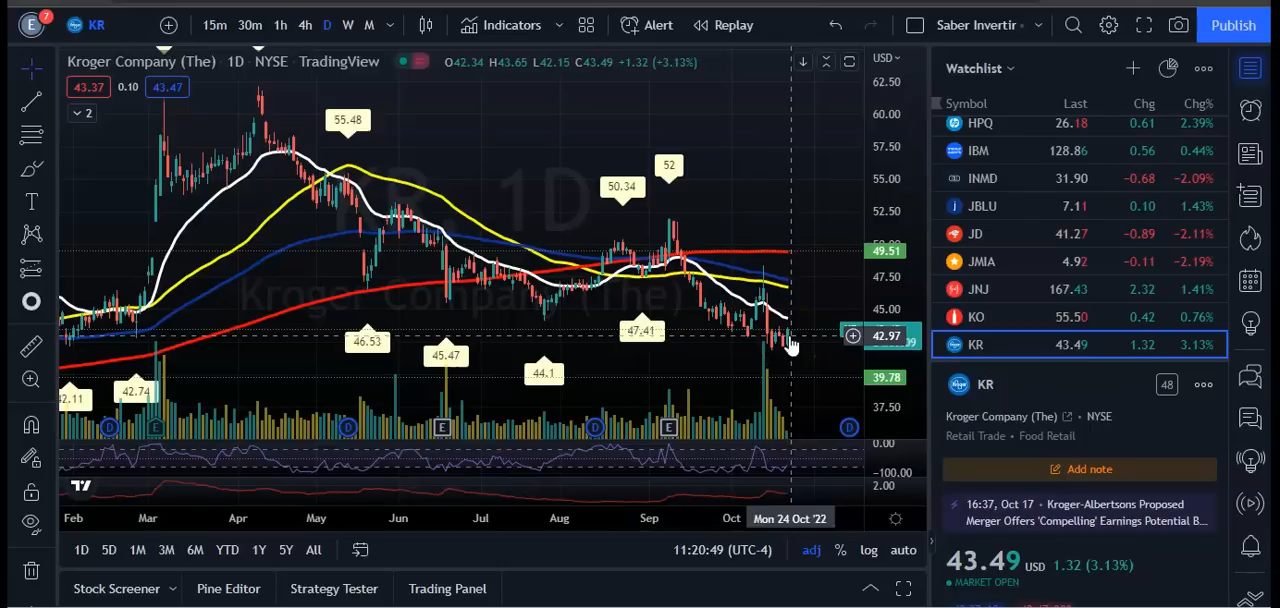 E 7 KR 15m 30m 1h 4h D W M Indicators Alert Replay Saber Invertir Publish
Kroger Company (The) • 1D • NYSE • TradingView O42.34 H43.65 L42.15 C43.49 +1.32 (+3.13%) USD
43.37 0.10 43.47
2
62.50
60.00
57.50
55.00
52.50
49.51
47.50
45.00
42.97
39.78
37.50
0.00
−100.00
2.00
KR, 1D
Kroger Company (The)
55.48
52
50.34
47.41
46.53
45.47
44.1
42.74
42.11
D E D E D E D
Feb Mar Apr May Jun Jul Aug Sep Oct Mon 24 Oct '22
1D 5D 1M 3M 6M YTD 1Y 5Y All 11:20:49 (UTC-4) adj % log auto
Stock Screener Pine Editor Strategy Tester Trading Panel
Watchlist
Symbol Last Chg Chg%
HPQ 26.18 0.61 2.39%
IBM 128.86 0.56 0.44%
INMD 31.90 −0.68 −2.09%
JBLU 7.11 0.10 1.43%
JD 41.27 −0.89 −2.11%
JMIA 4.92 −0.11 −2.19%
JNJ 167.43 2.32 1.41%
KO 55.50 0.42 0.76%
KR 43.49 1.32 3.13%
KR 48
Kroger Company (The) • NYSE
Retail Trade • Food Retail
Add note
16:37, Oct 17 • Kroger-Albertsons Proposed
Merger Offers 'Compelling' Earnings Potential B...
43.49 USD 1.32 (3.13%)
MARKET OPEN